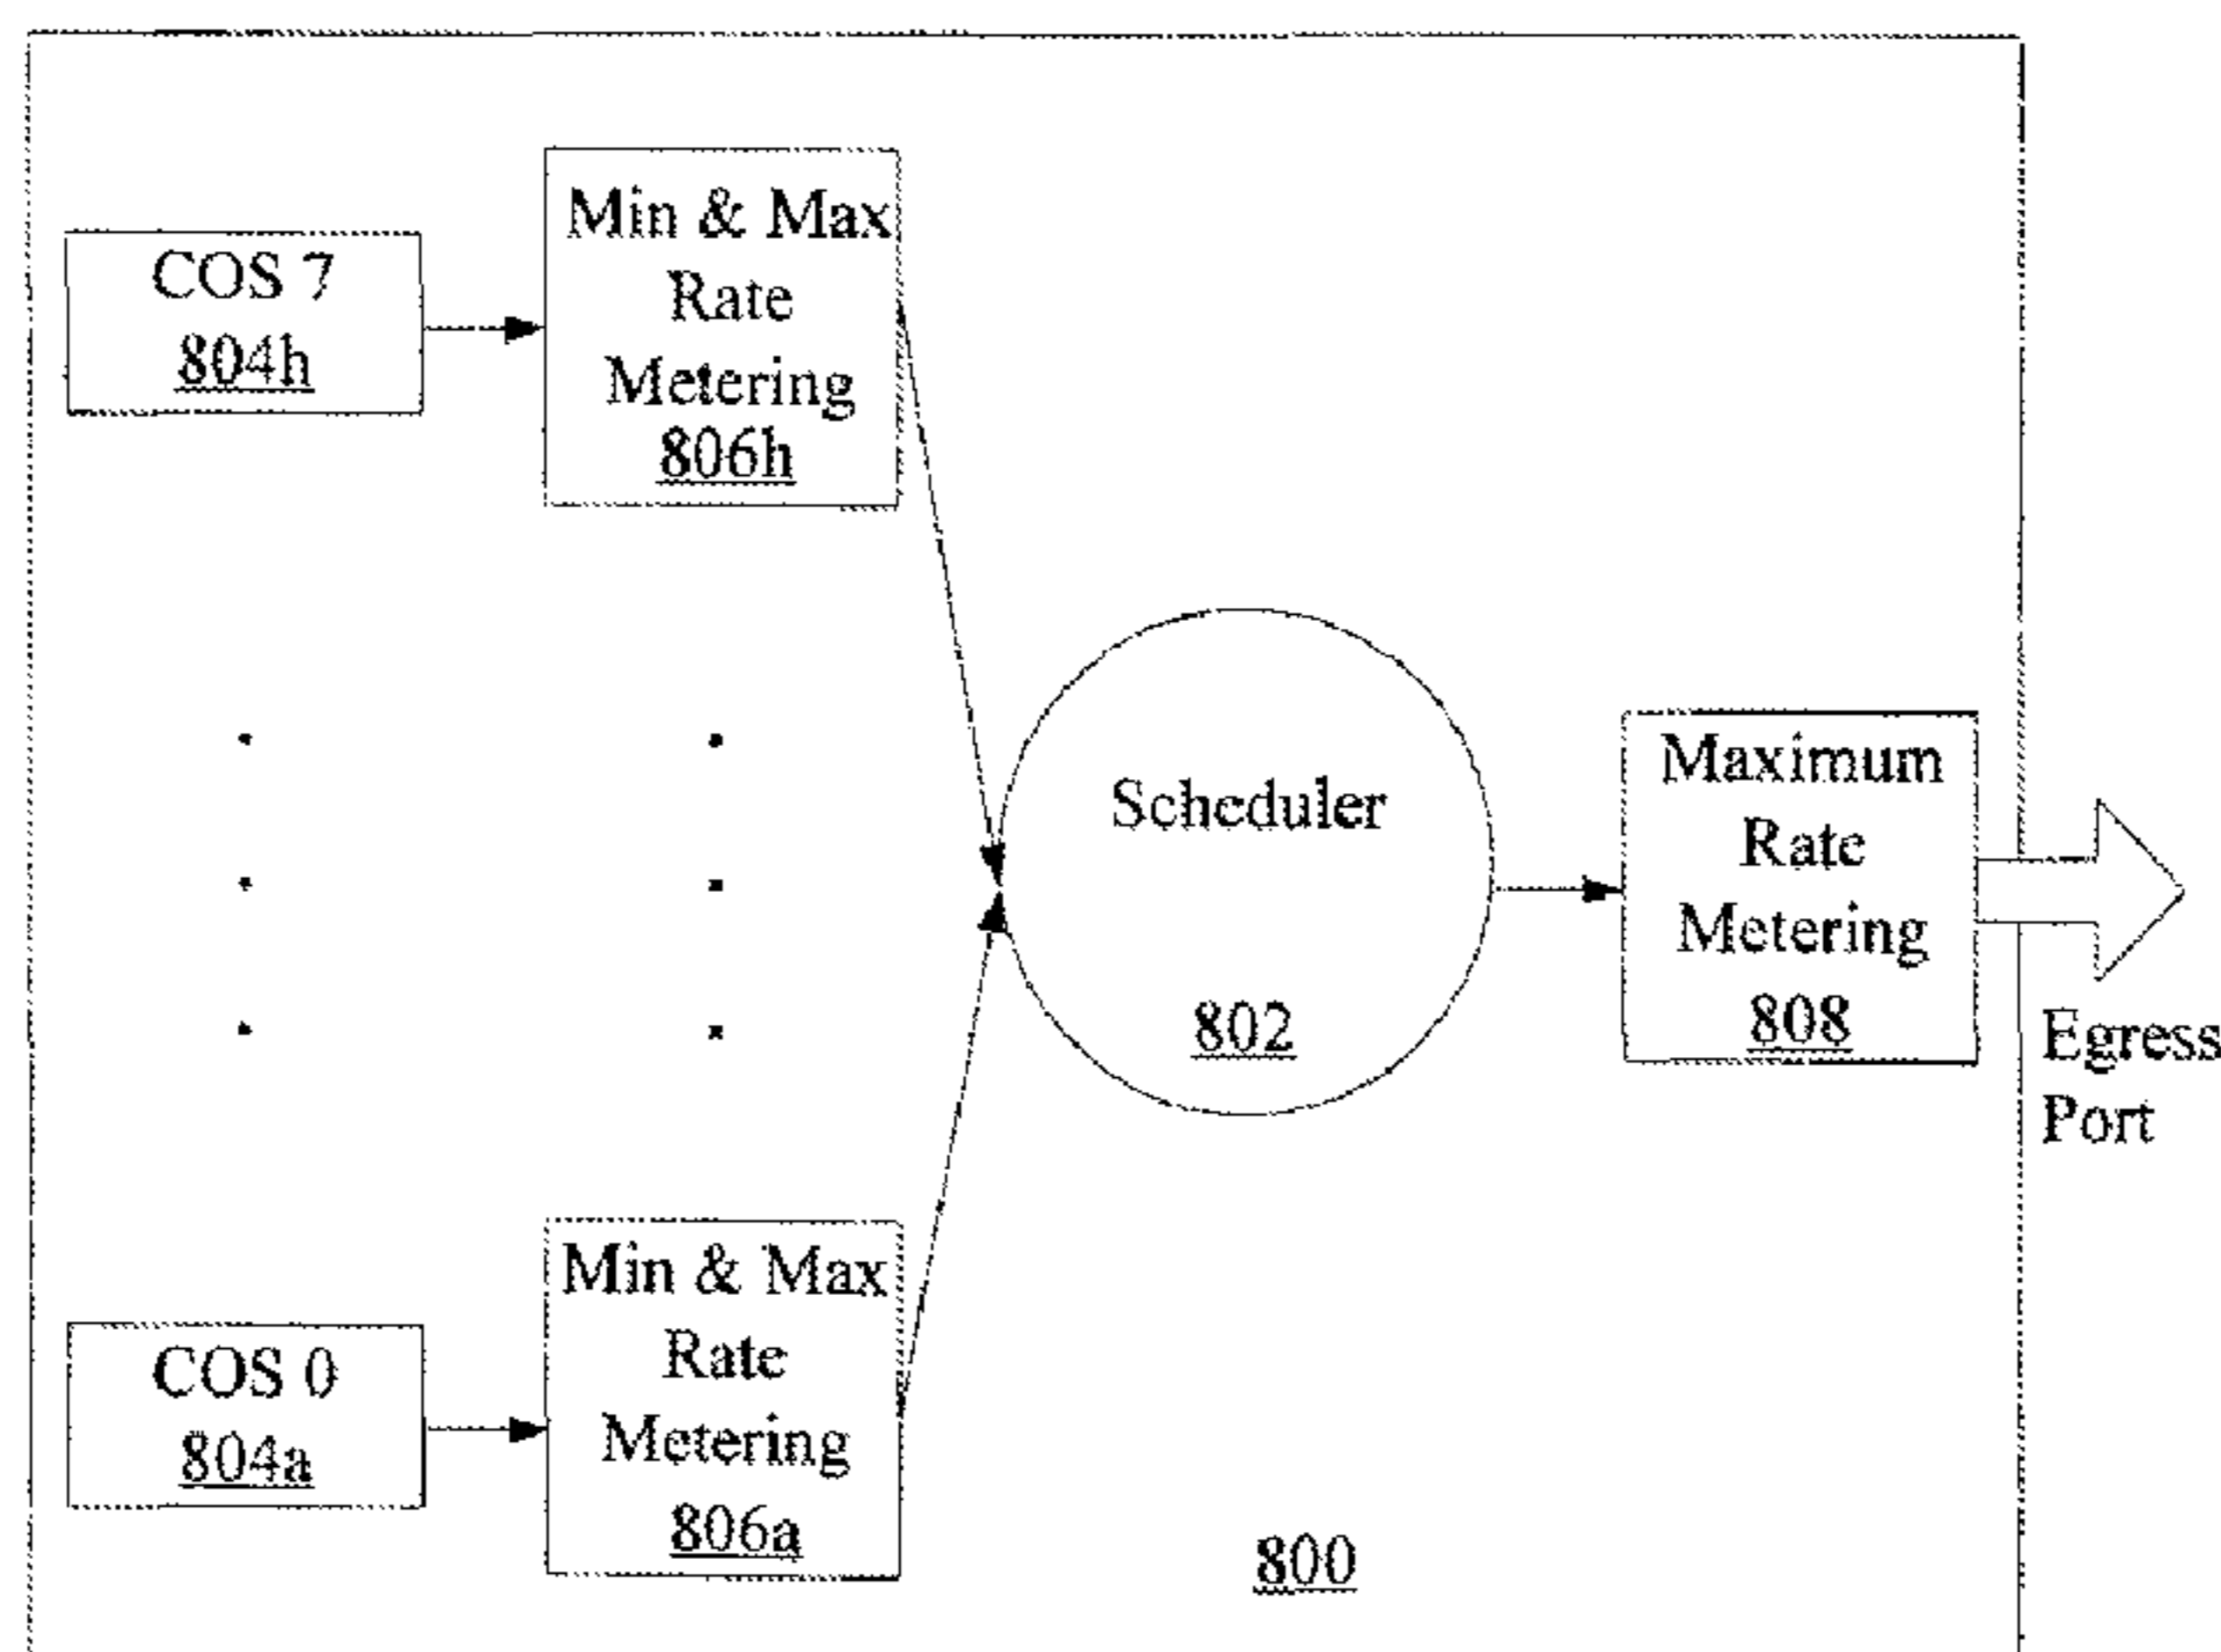 COS 7
804h
Min & Max
Rate
Metering
806h
Scheduler
802
Maximum
Rate
Metering
808
Egress
Port
COS 0
804a
Min & Max
Rate
Metering
806a
800